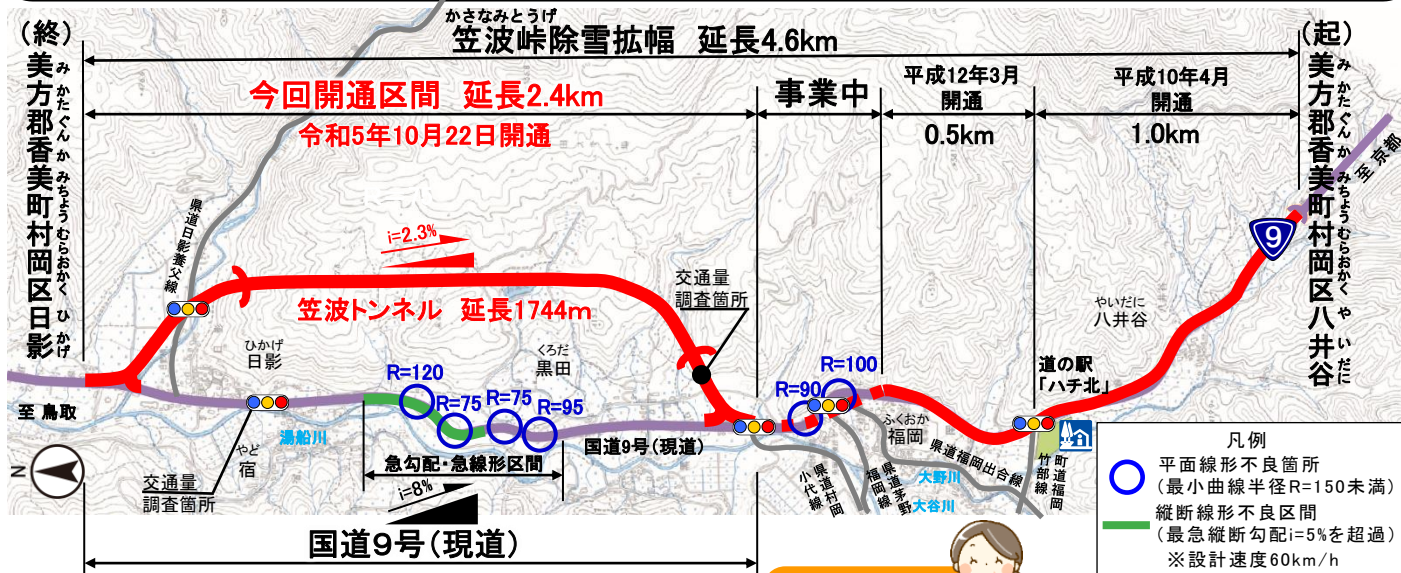 かさなみとうげ
笠波峠除雪拡幅 延長4.6km
(終)
美方郡香美町村岡区日影
みかたぐんかみちょうむらおかくひかげ
(起)
美方郡香美町村岡区八井谷
みかたぐんかみちょうむらおかくやいだに
今回開通区間 延長2.4km
令和5年10月22日開通
事業中
平成12年3月
開通
0.5km
平成10年4月
開通
1.0km
至 京都
9
県道日影養父線
i=2.3%
笠波トンネル 延長1744m
交通量
調査箇所
やいだに
八井谷
ひかげ
日影
くろだ
黒田
R=120
R=75
R=75
R=95
R=90
R=100
道の駅
「ハチ北」
至 鳥取
湯船川
国道9号(現道)
ふくおか
福岡
県道福岡出合線
やど
宿
急勾配・急線形区間
i=8%
交通量
調査箇所
N
県道村岡
小代線
県道茅野
福岡線
大野川
大谷川
町道福岡
竹部線
国道9号(現道)
凡例
平面線形不良箇所
(最小曲線半径R=150未満)
縦断線形不良区間
(最急縦断勾配i=5%を超過)
※設計速度60km/h